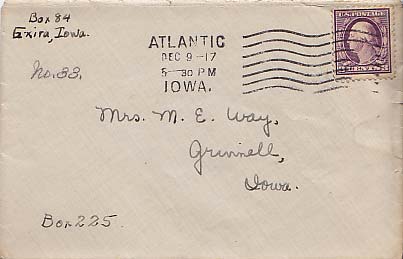 Box 84
Exira, Iowa.
No. 33.
ATLANTIC
DEC 9-17
5-30 PM
IOWA.
U.S. POSTAGE
Mrs. M. E. Way,
Grinnell,
Iowa.
Box 225.